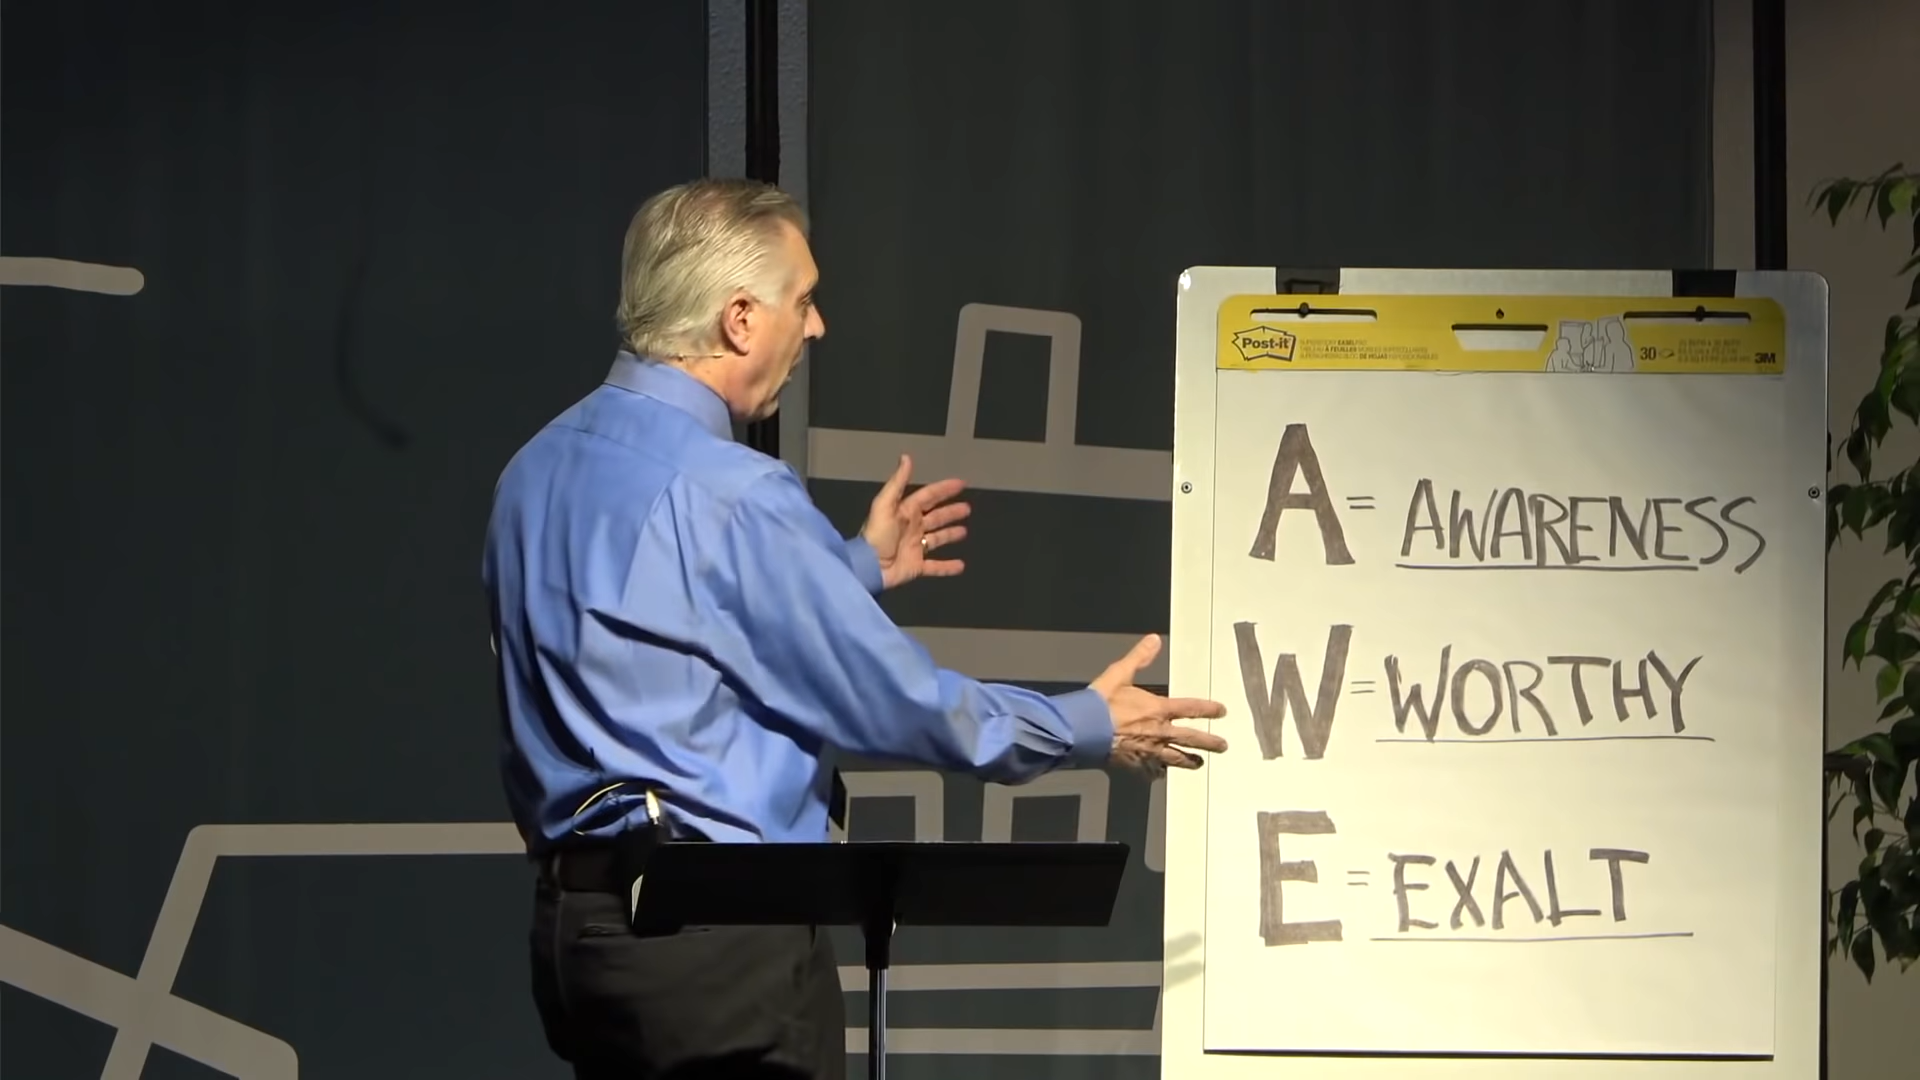 Post-it
30
3M
A = AWARENESS
W = WORTHY
E = EXALT